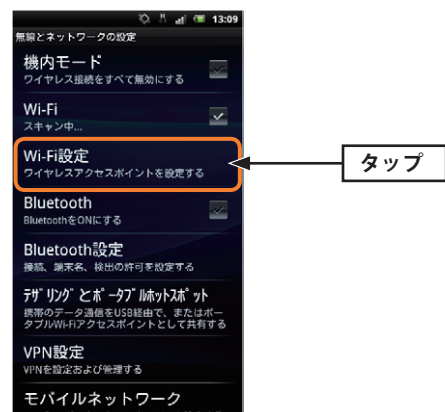 13:09
無線とネットワークの設定
機内モード
ワイヤレス接続をすべて無効にする
Wi-Fi
スキャン中...
Wi-Fi設定
ワイヤレスアクセスポイントを設定する
タップ
Bluetooth
BluetoothをONにする
Bluetooth設定
接続、端末名、検出の許可を設定する
ﾃｻﾞﾘﾝｸﾞとﾎﾟｰﾀﾌﾞﾙﾎｯﾄｽﾎﾟｯﾄ
携帯のデータ通信をUSB経由で、またはポー
タブルWi-Fiアクセスポイントとして共有する
VPN設定
VPNを設定および管理する
モバイルネットワーク